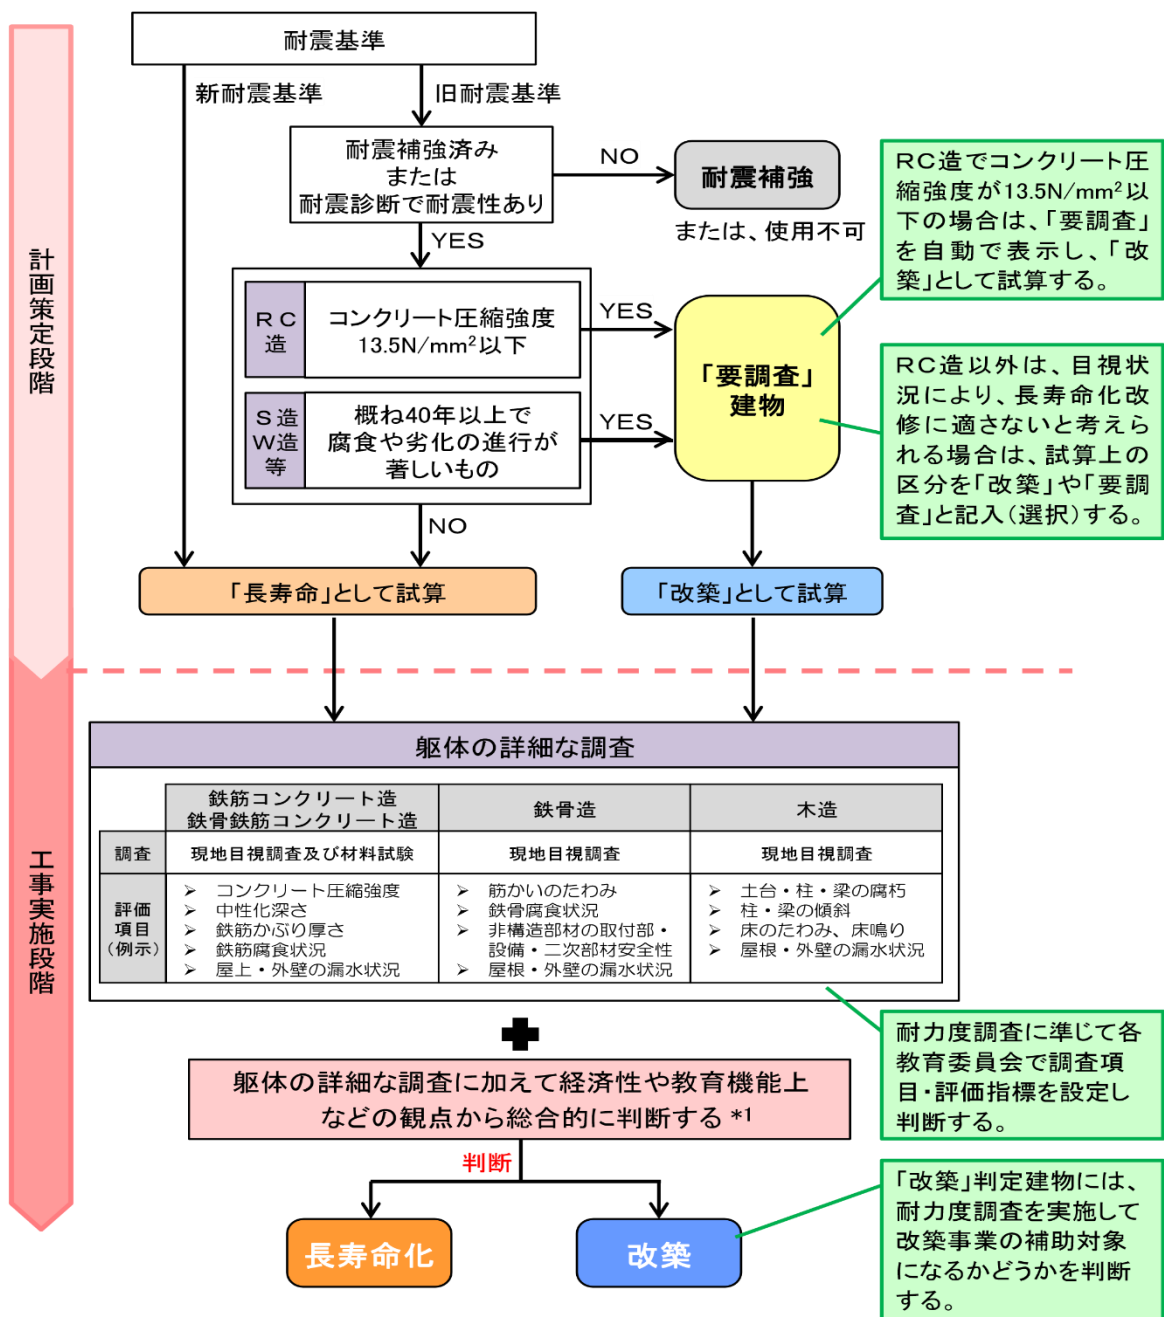 計画策定段階
耐震基準
新耐震基準
旧耐震基準
耐震補強済み
または
耐震診断で耐震性あり
NO
耐震補強
または、使用不可
YES
RC
造
コンクリート圧縮強度
13.5N/mm²以下
YES
S造
W造
等
概ね40年以上で
腐食や劣化の進行が
著しいもの
YES
「要調査」
建物
NO
「長寿命」として試算
「改築」として試算
RC造でコンクリート圧
縮強度が13.5N/mm²以
下の場合は、「要調査」
を自動で表示し、「改
築」として試算する。
RC造以外は、目視状
況により、長寿命化改
修に適さないと考えら
れる場合は、試算上の
区分を「改築」や「要調
査」と記入(選択)する。
工事実施段階
躯体の詳細な調査
鉄筋コンクリート造
鉄骨鉄筋コンクリート造
鉄骨造
木造
調査
現地目視調査及び材料試験
現地目視調査
現地目視調査
評価
項目
(例示)
➢ コンクリート圧縮強度
➢ 中性化深さ
➢ 鉄筋かぶり厚さ
➢ 鉄筋腐食状況
➢ 屋上・外壁の漏水状況
➢ 筋かいのたわみ
➢ 鉄骨腐食状況
➢ 非構造部材の取付部・
設備・二次部材安全性
➢ 屋根・外壁の漏水状況
➢ 土台・柱・梁の腐朽
➢ 柱・梁の傾斜
➢ 床のたわみ、床鳴り
➢ 屋根・外壁の漏水状況
耐力度調査に準じて各
教育委員会で調査項
目・評価指標を設定し
判断する。
躯体の詳細な調査に加えて経済性や教育機能上
などの観点から総合的に判断する *1
判断
長寿命化
改築
「改築」判定建物には、
耐力度調査を実施して
改築事業の補助対象
になるかどうかを判断
する。